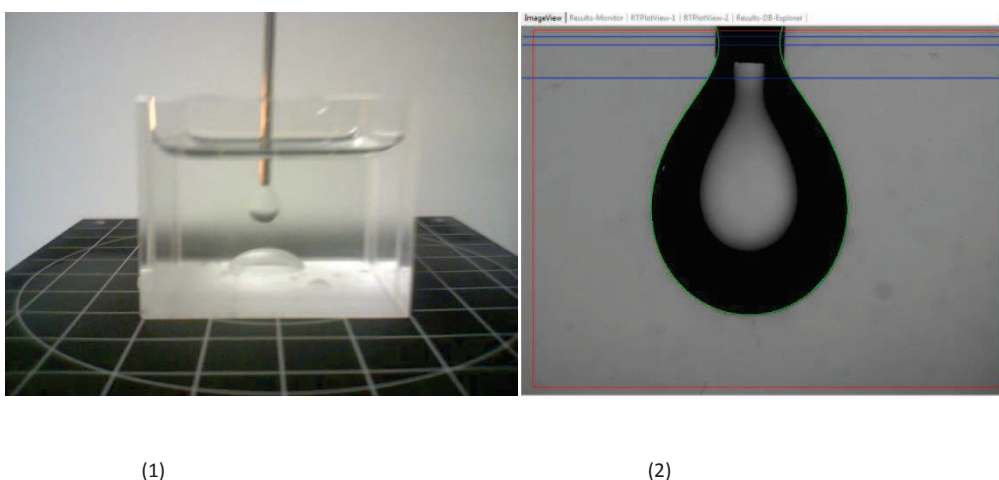 ImageView | Results-Monitor | RTPlotView-1 | RTPlotView-2 | Results-DB-Explorer |
(1) (2)